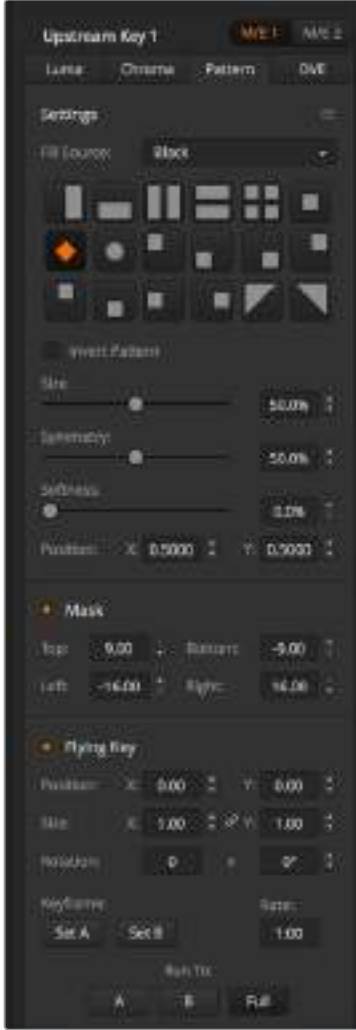 Upstream Key 1 M/E 1 M/E 2
Luma Chroma Pattern DVE
Settings
Fill Source: Black
Invert Pattern
Size:
50.0%
Symmetry:
50.0%
Softness:
0.0%
Position: X: 0.5000 Y: 0.5000
Mask
Top: 9.00 Bottom: -9.00
Left: -16.00 Right: 16.00
Flying Key
Position: X: 0.00 Y: 0.00
Size: X: 1.00 Y: 1.00
Rotation: 0 x 0°
Keyframe: Rate:
Set A Set B 1:00
Run To:
A B Full